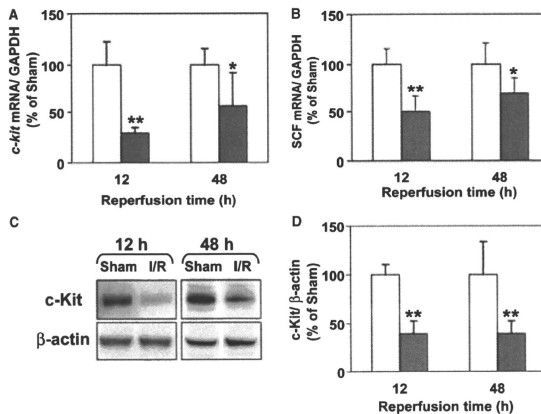 A
c-kit mRNA/ GAPDH
(% of Sham)
150
100
50
0
**
*
12
48
Reperfusion time (h)
B
SCF mRNA/ GAPDH
(% of Sham)
150
100
50
0
**
*
12
48
Reperfusion time (h)
C
12 h
48 h
Sham I/R
Sham I/R
c-Kit
β-actin
D
c-Kit/ β-actin
(% of Sham)
150
100
50
0
**
**
12
48
Reperfusion time (h)